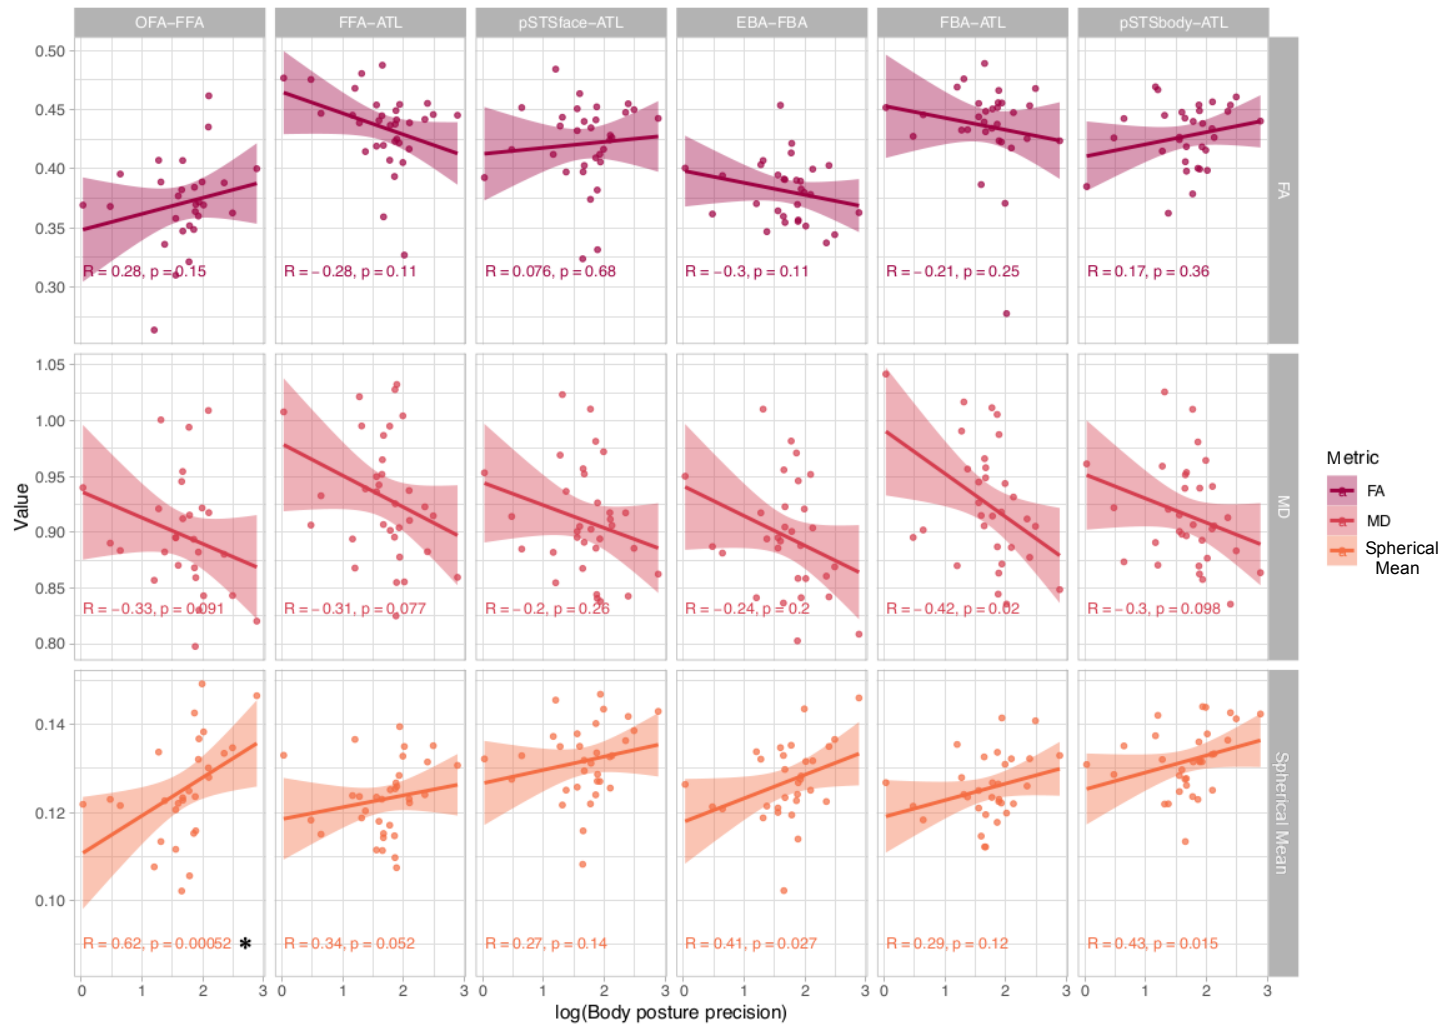 OFA−FFA FFA−ATL pSTSface−ATL EBA−FBA FBA−ATL pSTSbody−ATL
0.50
0.45
0.40
0.35
0.30
R = 0.28, p = 0.15 R = −0.28, p = 0.11 R = 0.076, p = 0.68 R = −0.3, p = 0.11 R = −0.21, p = 0.25 R = 0.17, p = 0.36
FA
1.05
1.00
0.95
0.90
0.85
0.80
R = −0.33, p = 0.091 R = −0.31, p = 0.077 R = −0.2, p = 0.26 R = −0.24, p = 0.2 R = −0.42, p = 0.02 R = −0.3, p = 0.098
MD
Value
0.14
0.12
0.10
R = 0.62, p = 0.00052 * R = 0.34, p = 0.052 R = 0.27, p = 0.14 R = 0.41, p = 0.027 R = 0.29, p = 0.12 R = 0.43, p = 0.015
Spherical Mean
0 1 2 3 0 1 2 3 0 1 2 3 0 1 2 3 0 1 2 3 0 1 2 3
log(Body posture precision)
Metric
a FA
a MD
a Spherical
Mean